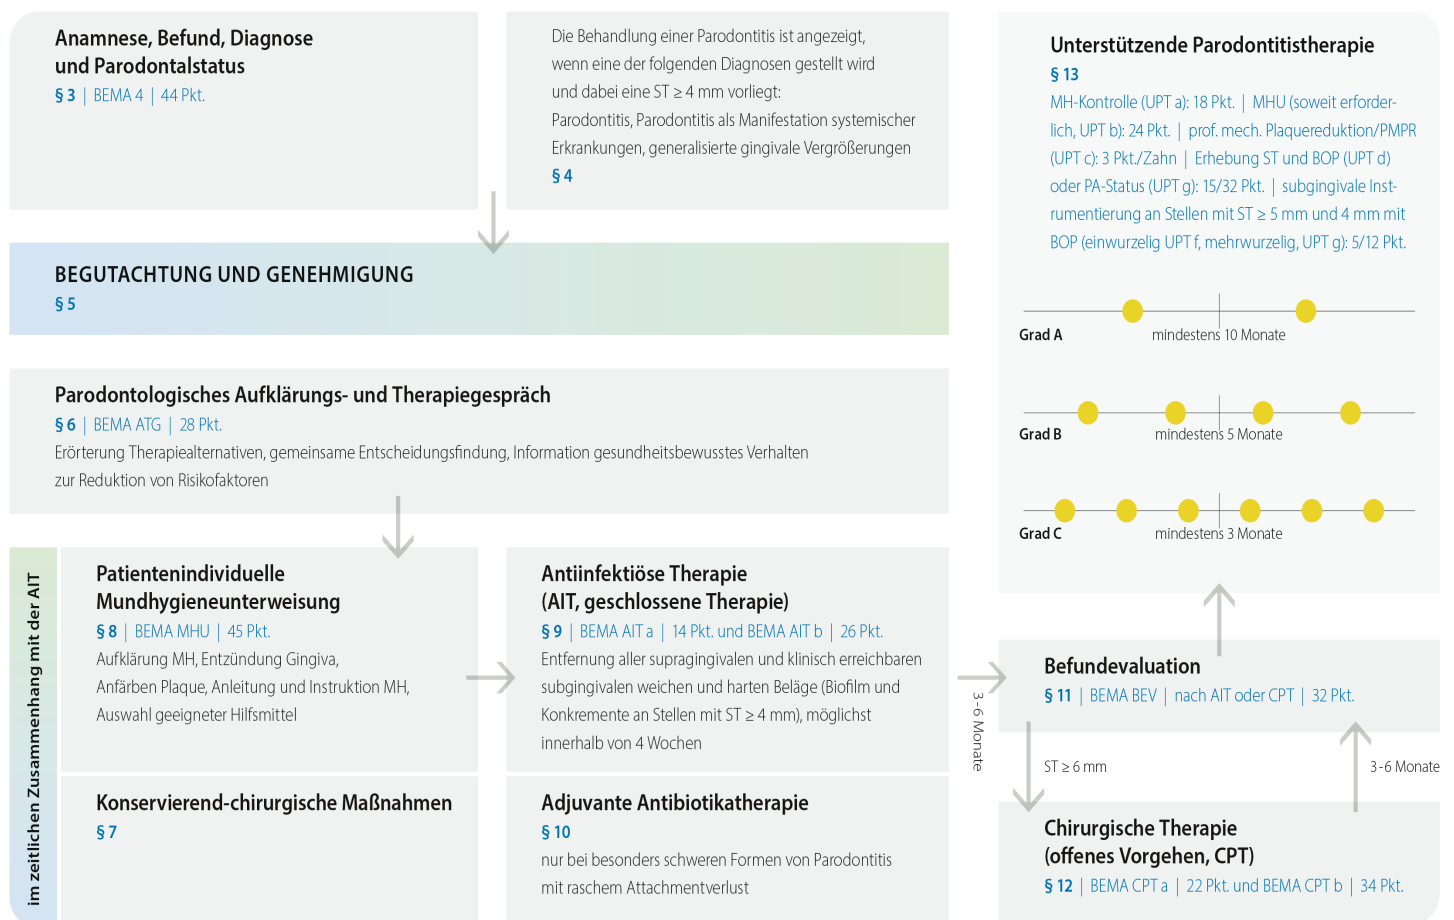 Anamnese, Befund, Diagnose
und Parodontalstatus
§ 3 | BEMA 4 | 44 Pkt.
Die Behandlung einer Parodontitis ist angezeigt,
wenn eine der folgenden Diagnosen gestellt wird
und dabei eine ST ≥ 4 mm vorliegt:
Parodontitis, Parodontitis als Manifestation systemischer
Erkrankungen, generalisierte gingivale Vergrößerungen
§ 4
BEGUTACHTUNG UND GENEHMIGUNG
§ 5
Parodontologisches Aufklärungs- und Therapiegespräch
§ 6 | BEMA ATG | 28 Pkt.
Erörterung Therapiealternativen, gemeinsame Entscheidungsfindung, Information gesundheitsbewusstes Verhalten
zur Reduktion von Risikofaktoren
im zeitlichen Zusammenhang mit der AIT
Patientenindividuelle
Mundhygieneunterweisung
§ 8 | BEMA MHU | 45 Pkt.
Aufklärung MH, Entzündung Gingiva,
Anfärben Plaque, Anleitung und Instruktion MH,
Auswahl geeigneter Hilfsmittel
Konservierend-chirurgische Maßnahmen
§ 7
Antiinfektiöse Therapie
(AIT, geschlossene Therapie)
§ 9 | BEMA AIT a | 14 Pkt. und BEMA AIT b | 26 Pkt.
Entfernung aller supragingivalen und klinisch erreichbaren
subgingivalen weichen und harten Beläge (Biofilm und
Konkremente an Stellen mit ST ≥ 4 mm), möglichst
innerhalb von 4 Wochen
Adjuvante Antibiotikatherapie
§ 10
nur bei besonders schweren Formen von Parodontitis
mit raschem Attachmentverlust
3-6 Monate
Befundevaluation
§ 11 | BEMA BEV | nach AIT oder CPT | 32 Pkt.
ST ≥ 6 mm
3-6 Monate
Chirurgische Therapie
(offenes Vorgehen, CPT)
§ 12 | BEMA CPT a | 22 Pkt. und BEMA CPT b | 34 Pkt.
Unterstützende Parodontitistherapie
§ 13
MH-Kontrolle (UPT a): 18 Pkt. | MHU (soweit erforder-
lich, UPT b): 24 Pkt. | prof. mech. Plaquereduktion/PMPR
(UPT c): 3 Pkt./Zahn | Erhebung ST und BOP (UPT d)
oder PA-Status (UPT g): 15/32 Pkt. | subgingivale Inst-
rumentierung an Stellen mit ST ≥ 5 mm und 4 mm mit
BOP (einwurzelig UPT f, mehrwurzelig, UPT g): 5/12 Pkt.
Grad A
mindestens 10 Monate
Grad B
mindestens 5 Monate
Grad C
mindestens 3 Monate